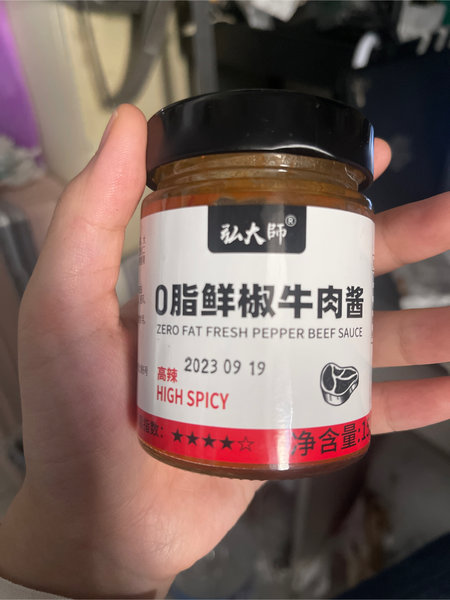 弘大師®
0脂鲜椒牛肉酱
ZERO FAT FRESH PEPPER BEEF SAUCE
2023 09 19
高辣
HIGH SPICY
指数：★★★★☆
净含量:1